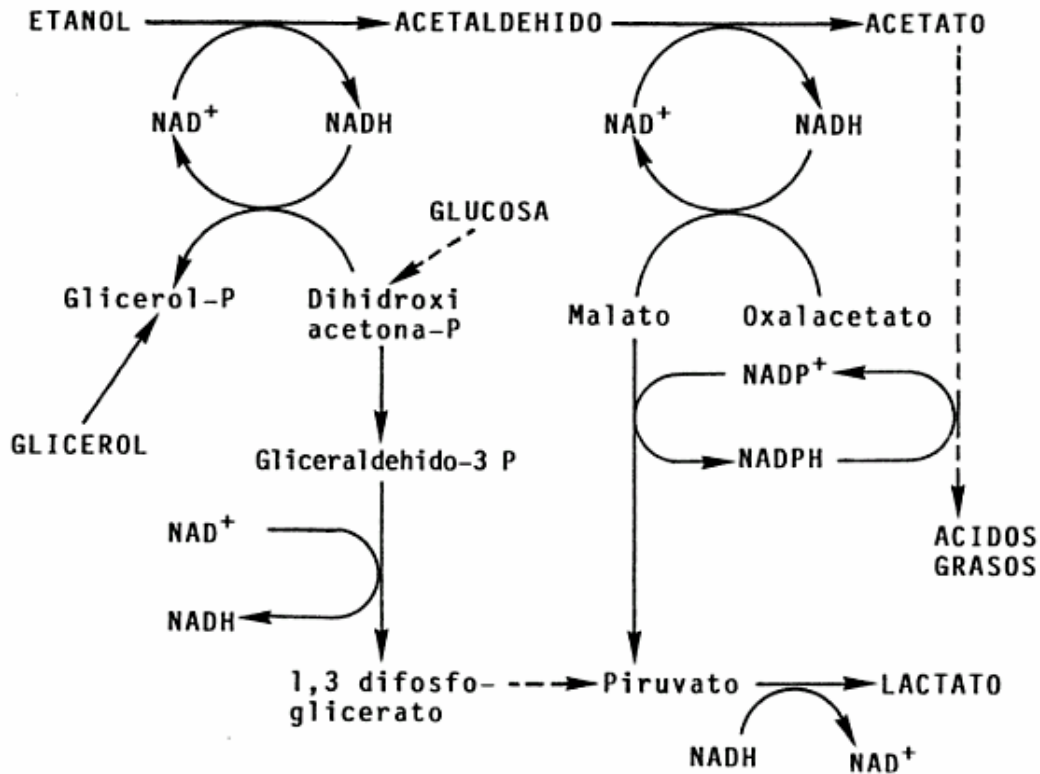 ETANOL
ACETALDEHIDO
ACETATO
NAD+
NADH
NAD+
NADH
GLUCOSA
Glicerol-P
Dihidroxi
acetona-P
Malato
Oxalacetato
NADP+
GLICEROL
Gliceraldehido-3 P
NADPH
NAD+
ACIDOS
GRASOS
NADH
1,3 difosfo-
glicerato
Piruvato
LACTATO
NADH
NAD+